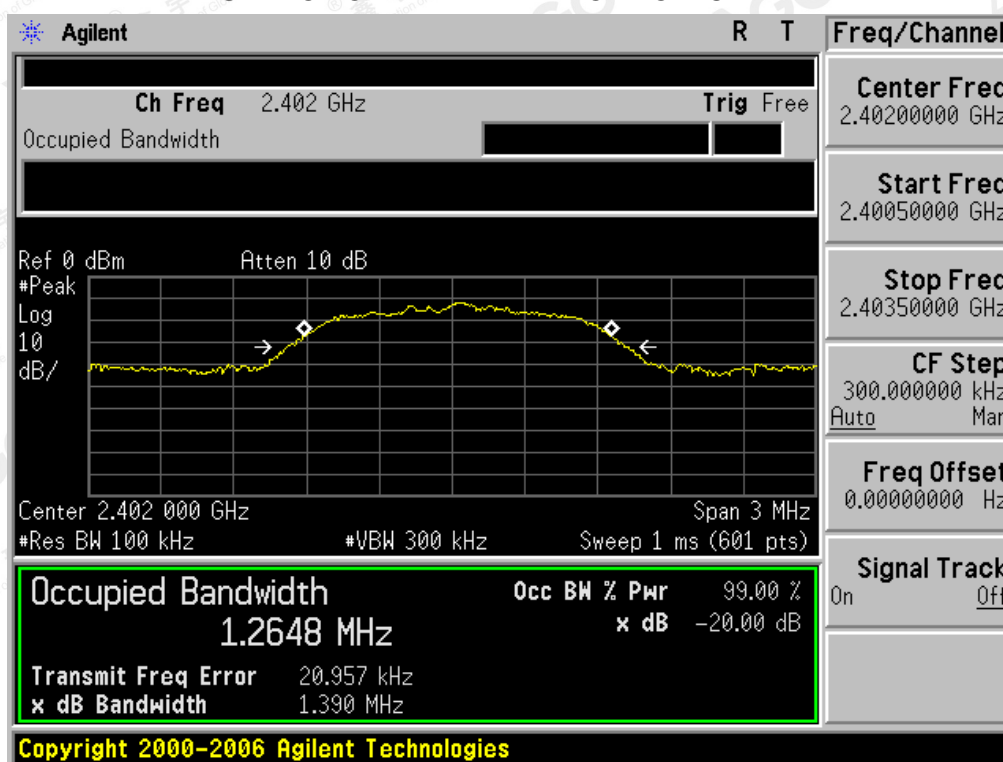 Agilent R T
Freq/Channel
Ch Freq 2.402 GHz Trig Free
Occupied Bandwidth
Center Freq
2.40200000 GHz
Start Freq
2.40050000 GHz
Stop Freq
2.40350000 GHz
CF Step
300.000000 kHz
Auto Man
Freq Offset
0.00000000 Hz
Signal Track
On Off
Ref 0 dBm Atten 10 dB
#Peak
Log
10
dB/
Center 2.402 000 GHz Span 3 MHz
#Res BW 100 kHz #VBW 300 kHz Sweep 1 ms (601 pts)
Occupied Bandwidth
1.2648 MHz
Occ BW % Pwr 99.00 %
x dB -20.00 dB
Transmit Freq Error 20.957 kHz
x dB Bandwidth 1.390 MHz
Copyright 2000-2006 Agilent Technologies